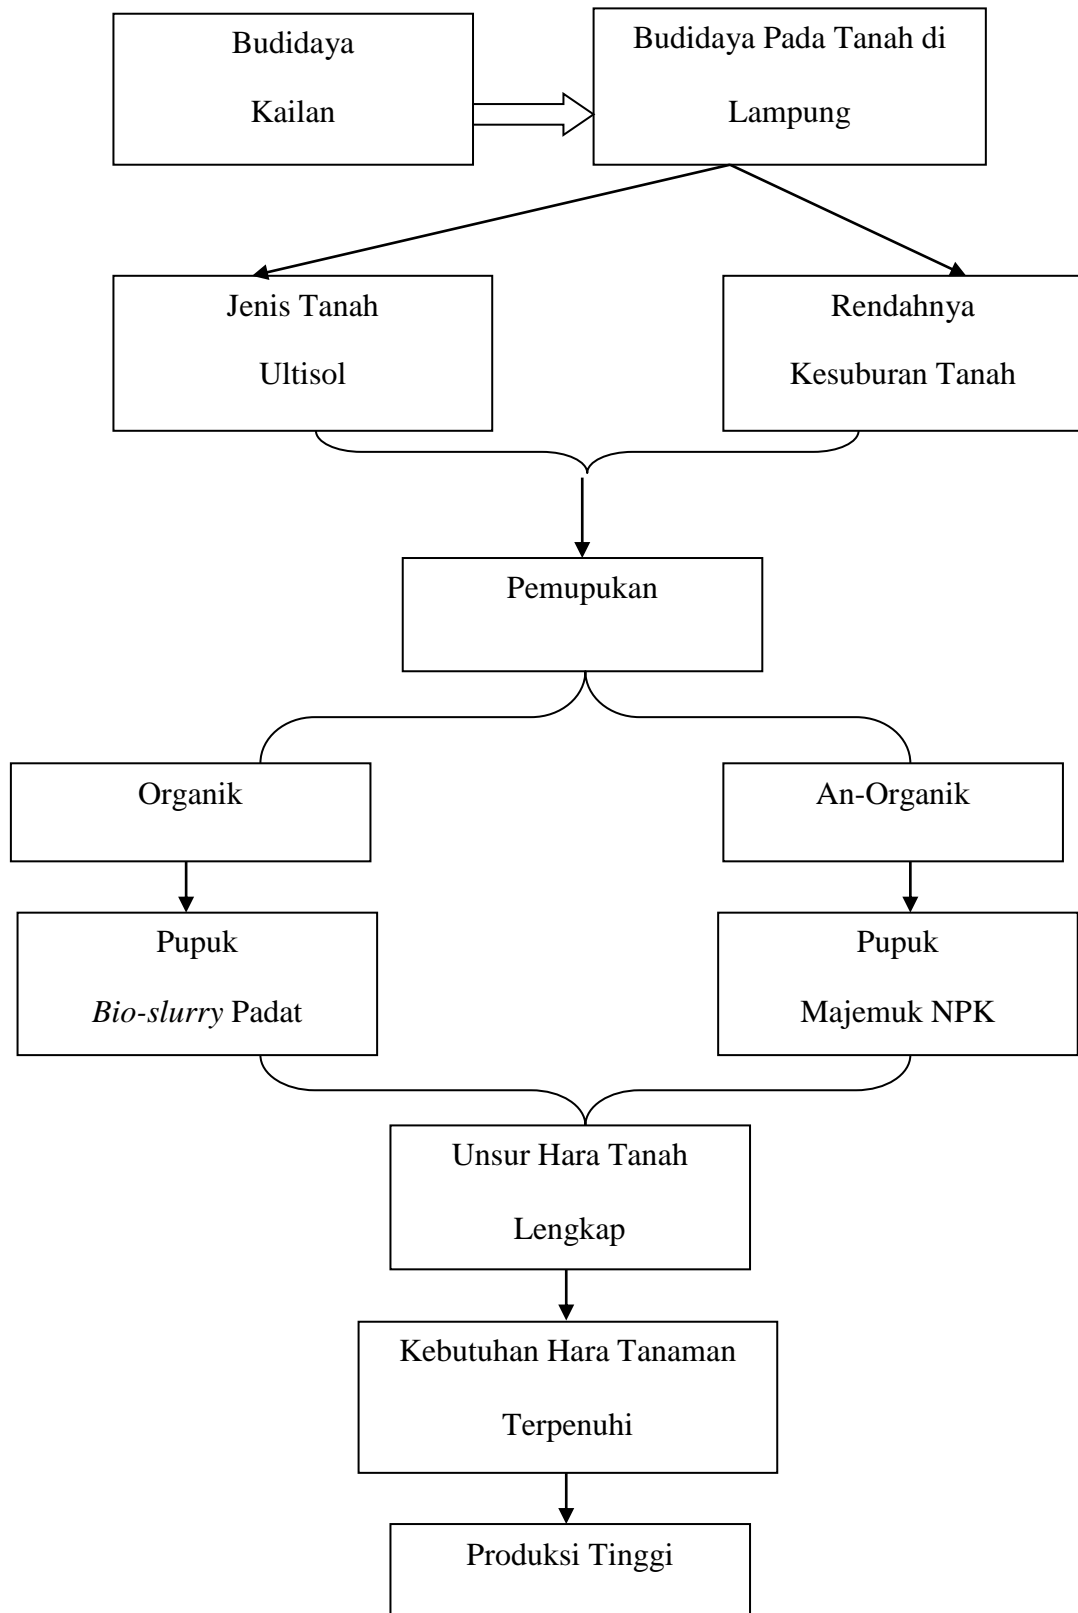 Budidaya
Kailan
Budidaya Pada Tanah di
Lampung
Jenis Tanah
Ultisol
Rendahnya
Kesuburan Tanah
Pemupukan
Organik
An-Organik
Pupuk
Bio-slurry Padat
Pupuk
Majemuk NPK
Unsur Hara Tanah
Lengkap
Kebutuhan Hara Tanaman
Terpenuhi
Produksi Tinggi